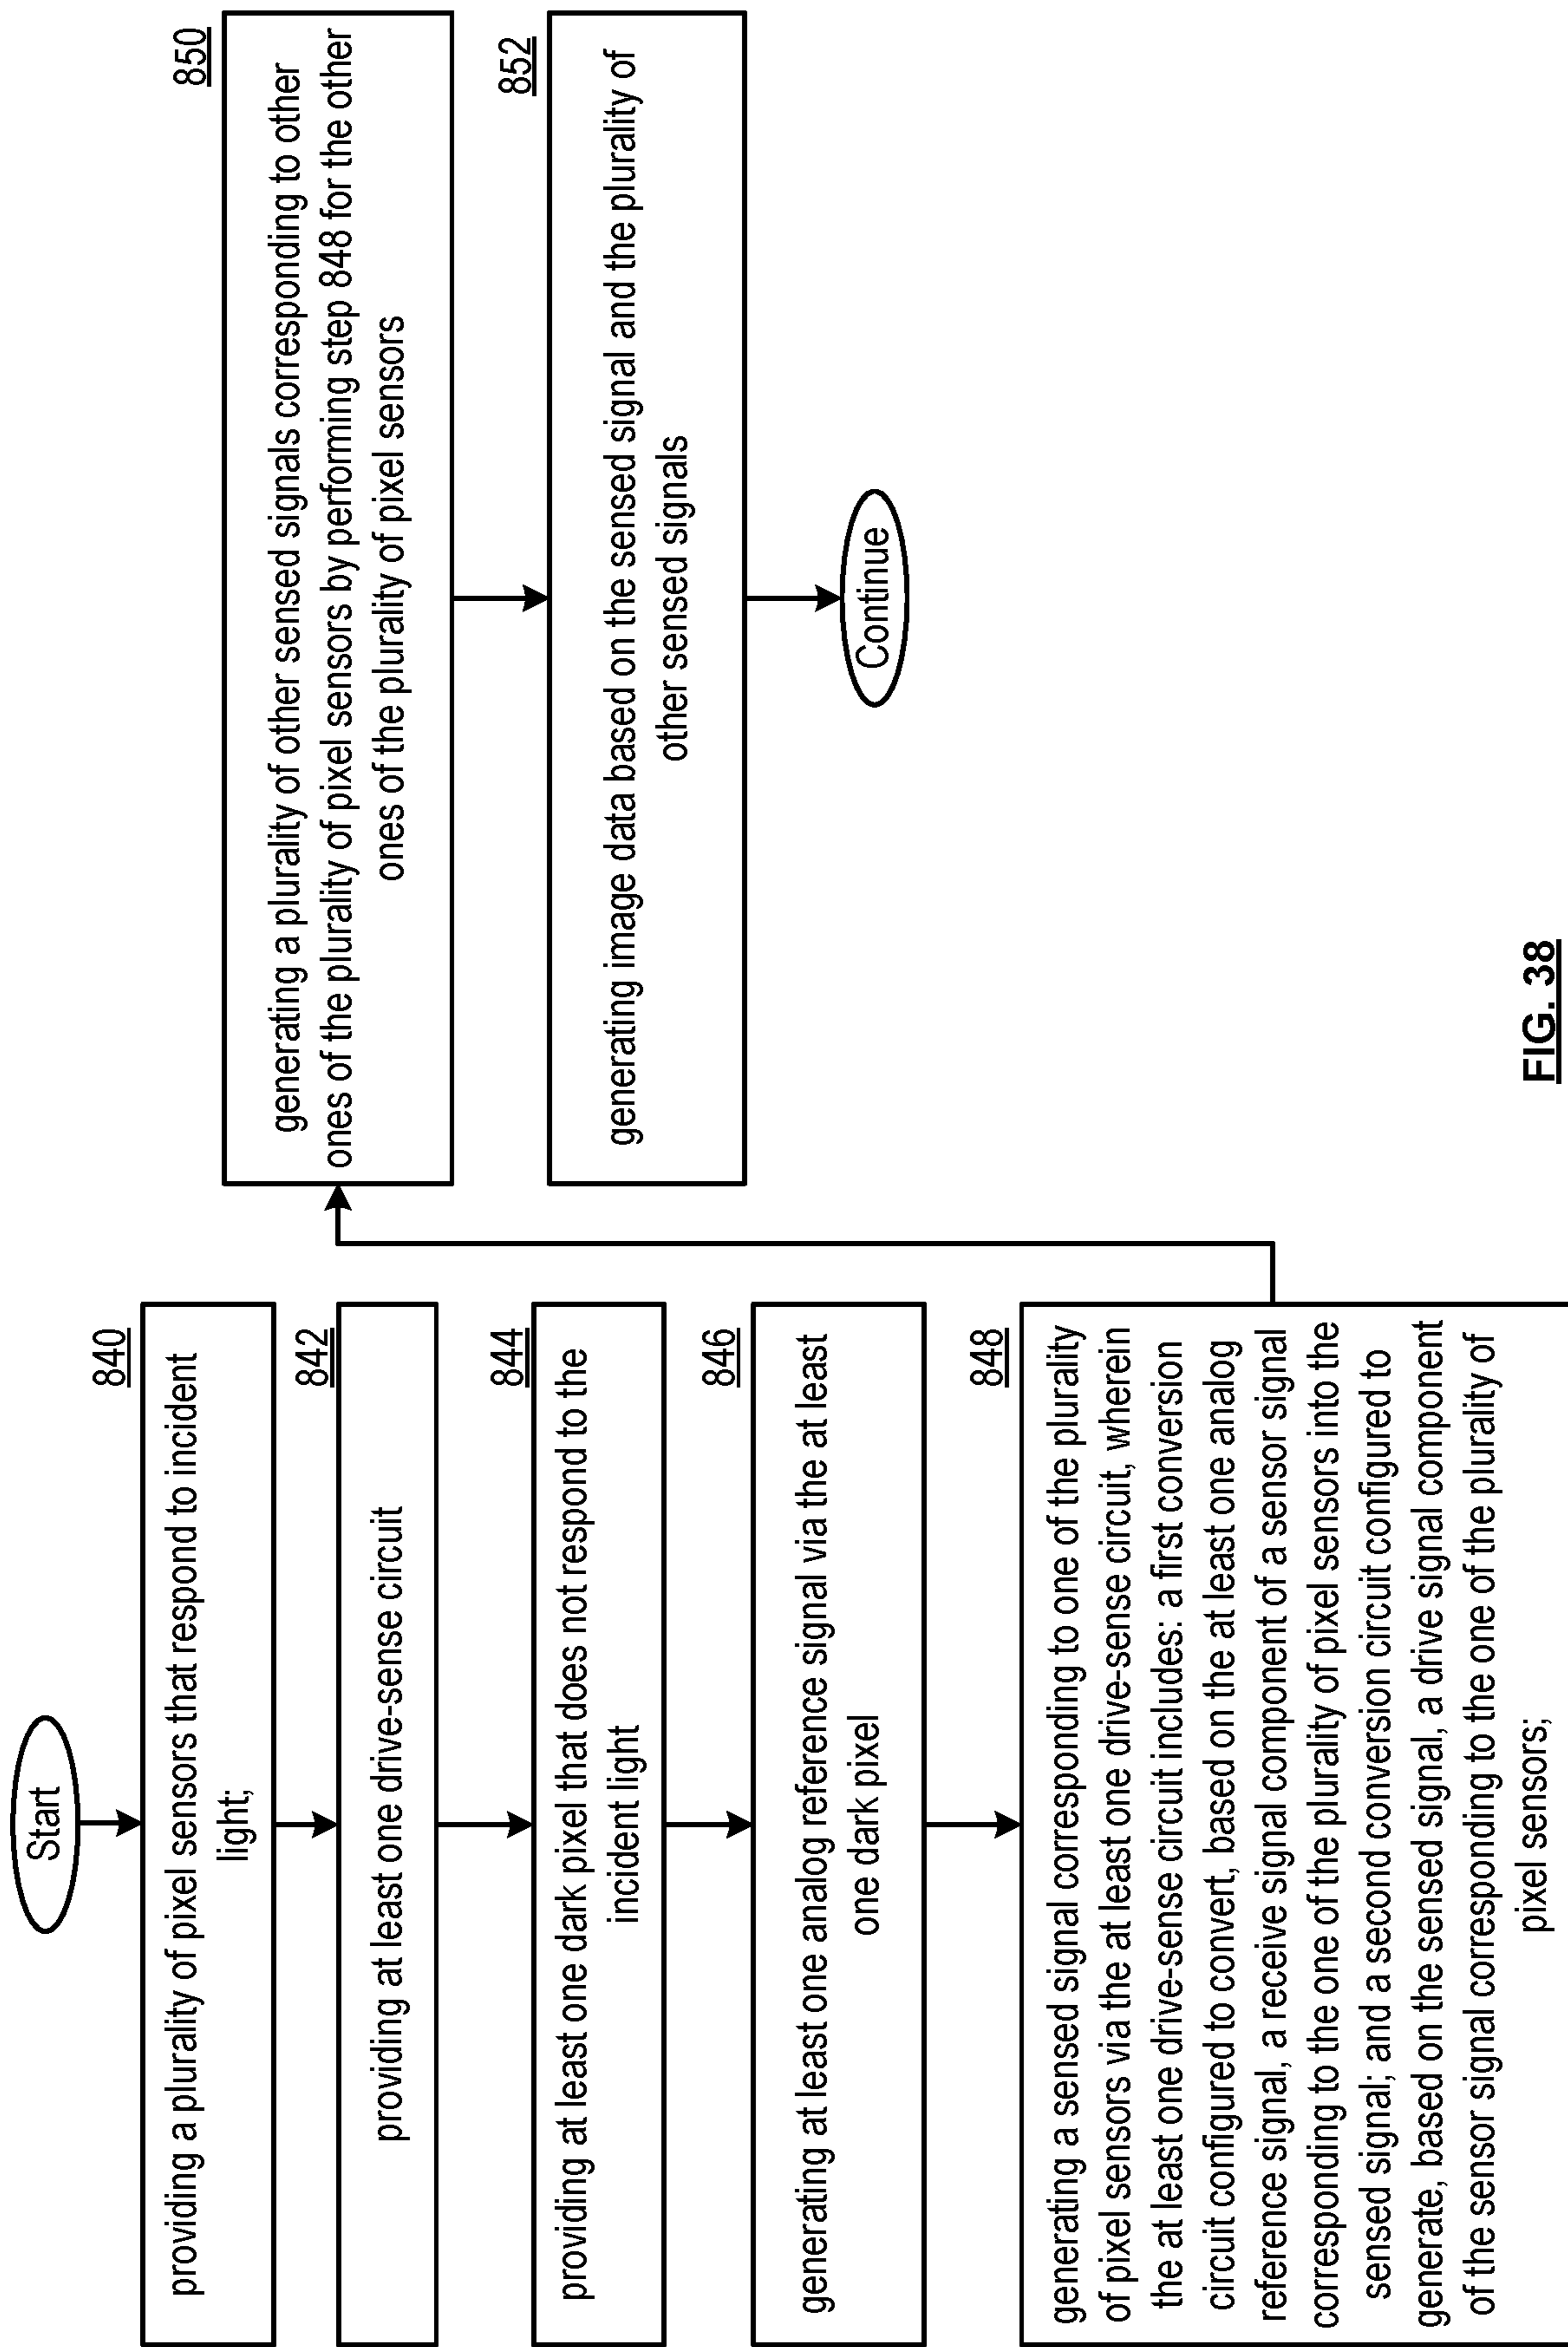 Start
840
providing a plurality of pixel sensors that respond to incident
light;
842
providing at least one drive-sense circuit
844
providing at least one dark pixel that does not respond to the
incident light
846
generating at least one analog reference signal via the at least
one dark pixel
848
generating a sensed signal corresponding to one of the plurality
of pixel sensors via the at least one drive-sense circuit, wherein
the at least one drive-sense circuit includes: a first conversion
circuit configured to convert, based on the at least one analog
reference signal, a receive signal component of a sensor signal
corresponding to the one of the plurality of pixel sensors into the
sensed signal; and a second conversion circuit configured to
generate, based on the sensed signal, a drive signal component
of the sensor signal corresponding to the one of the plurality of
pixel sensors;
850
generating a plurality of other sensed signals corresponding to other
ones of the plurality of pixel sensors by performing step 848 for the other
ones of the plurality of pixel sensors
852
generating image data based on the sensed signal and the plurality of
other sensed signals
Continue
FIG. 38